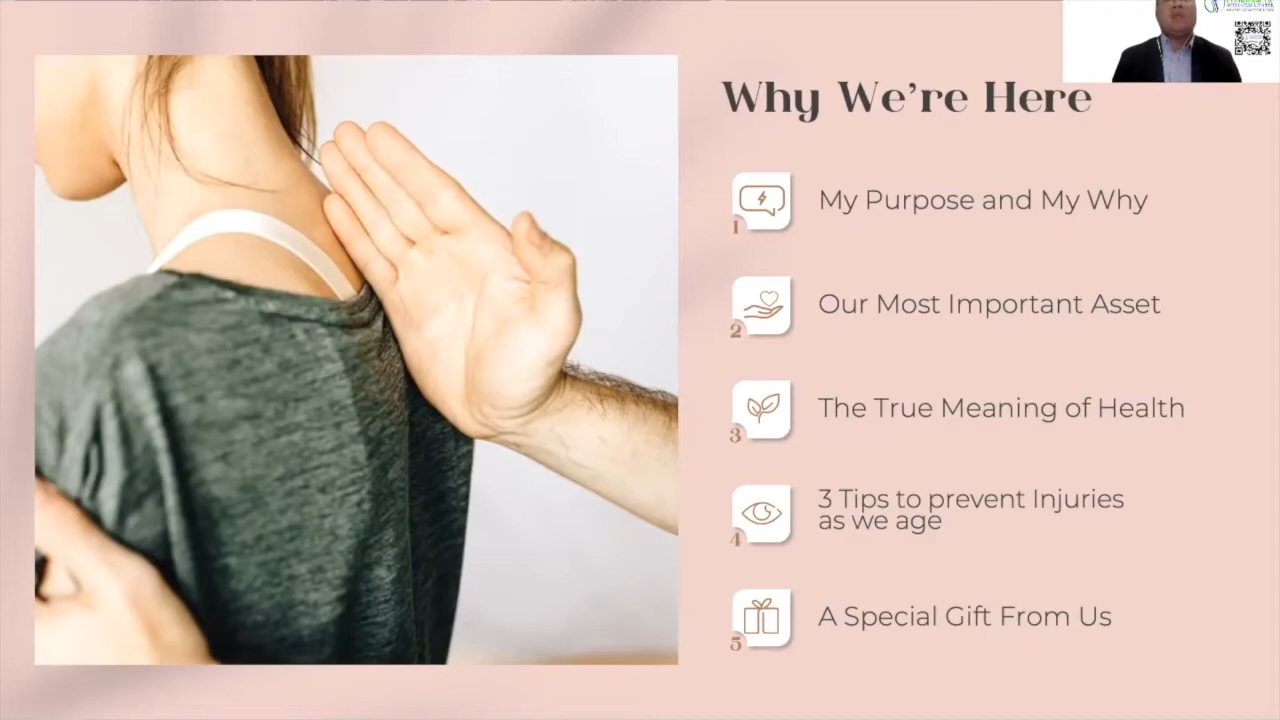 Why We're Here
1
My Purpose and My Why
2
Our Most Important Asset
3
The True Meaning of Health
4
3 Tips to prevent Injuries
as we age
5
A Special Gift From Us